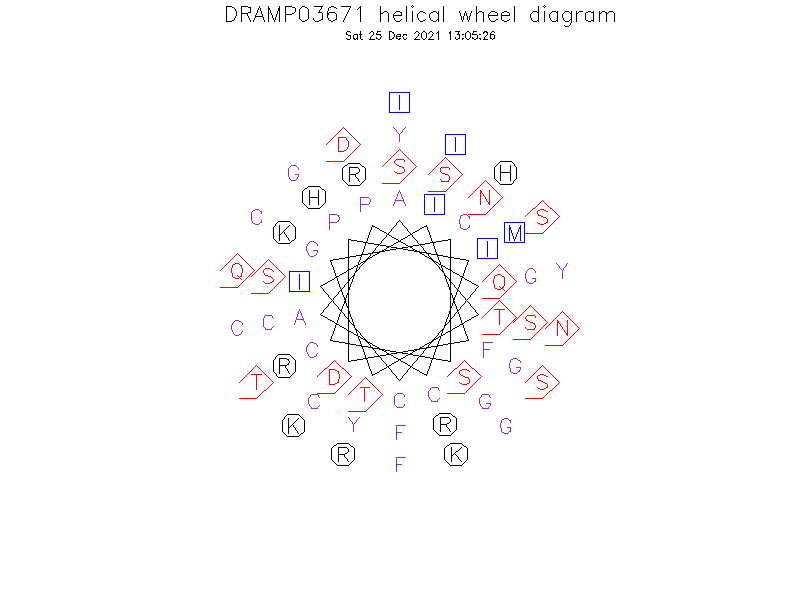 DRAMP03671 helical wheel diagram
Sat 25 Dec 2021 13:05:26
I
Y
D I
S
G R S H
H N
P P A I
C C S
K M
G I
Q S I Q G Y
C C A T S N
C F
R G
T D S S
T
C C C G
K Y F R G
R F K